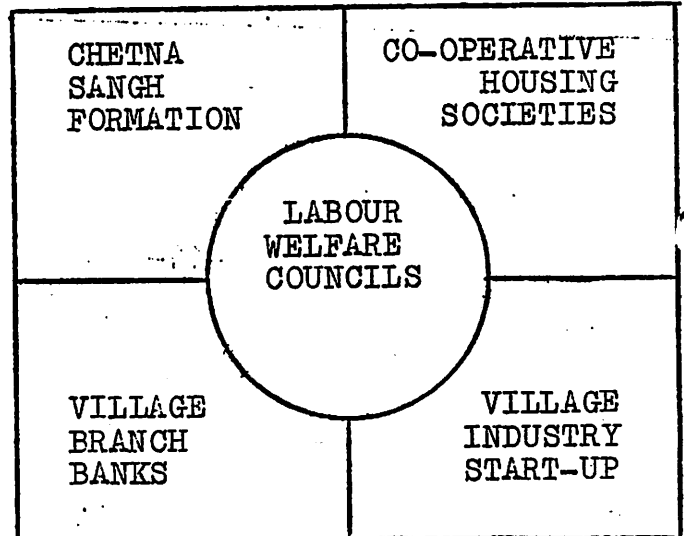 CHETNA
SANGH
FORMATION
CO-OPERATIVE
HOUSING
SOCIETIES
LABOUR
WELFARE
COUNCILS
VILLAGE
BRANCH
BANKS
VILLAGE
INDUSTRY
START-UP